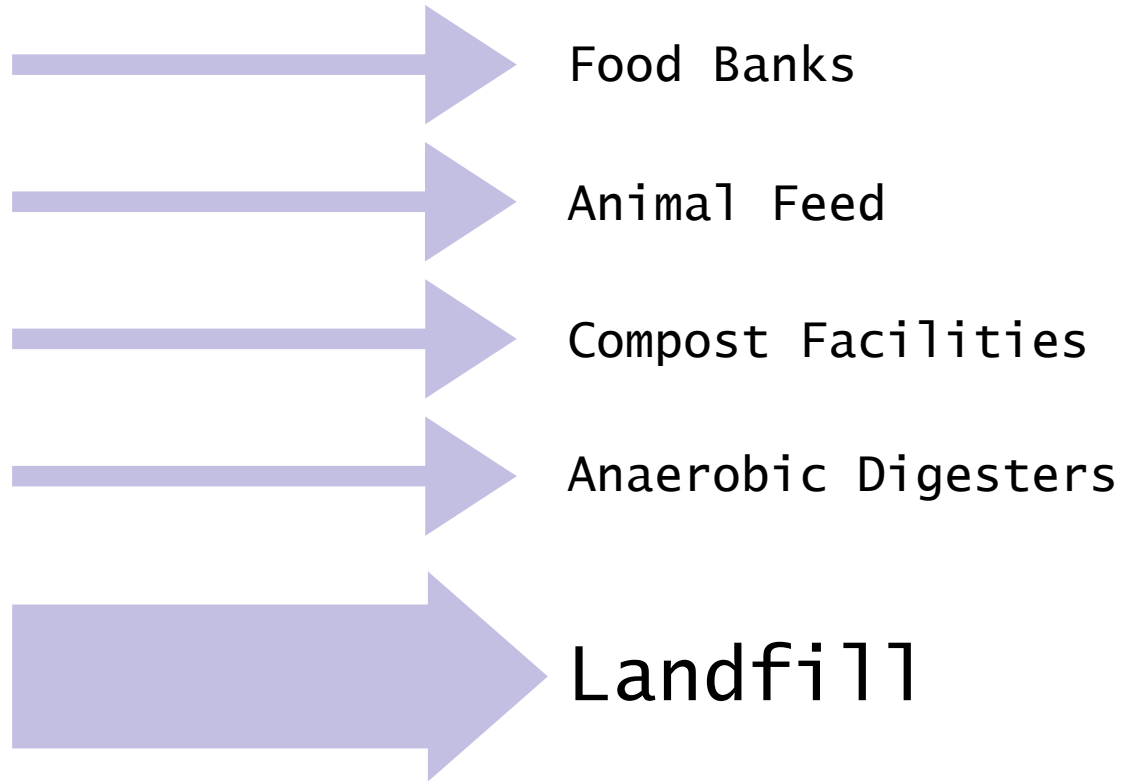 Food Banks
Animal Feed
Compost Facilities
Anaerobic Digesters
Landfill